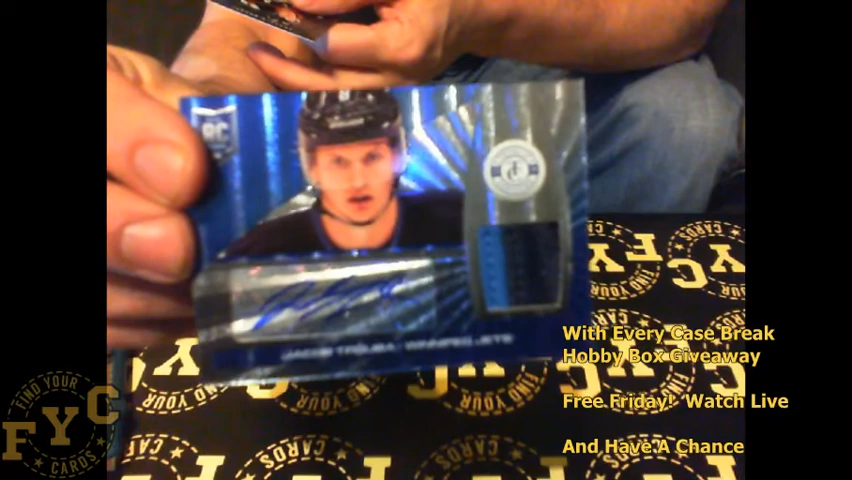 RC
JACOB TROUBA - WINNIPEG JETS
With Every Case Break
Hobby Box Giveaway
Free Friday! Watch Live
And Have A Chance
FIND YOUR
FYC
CARDS